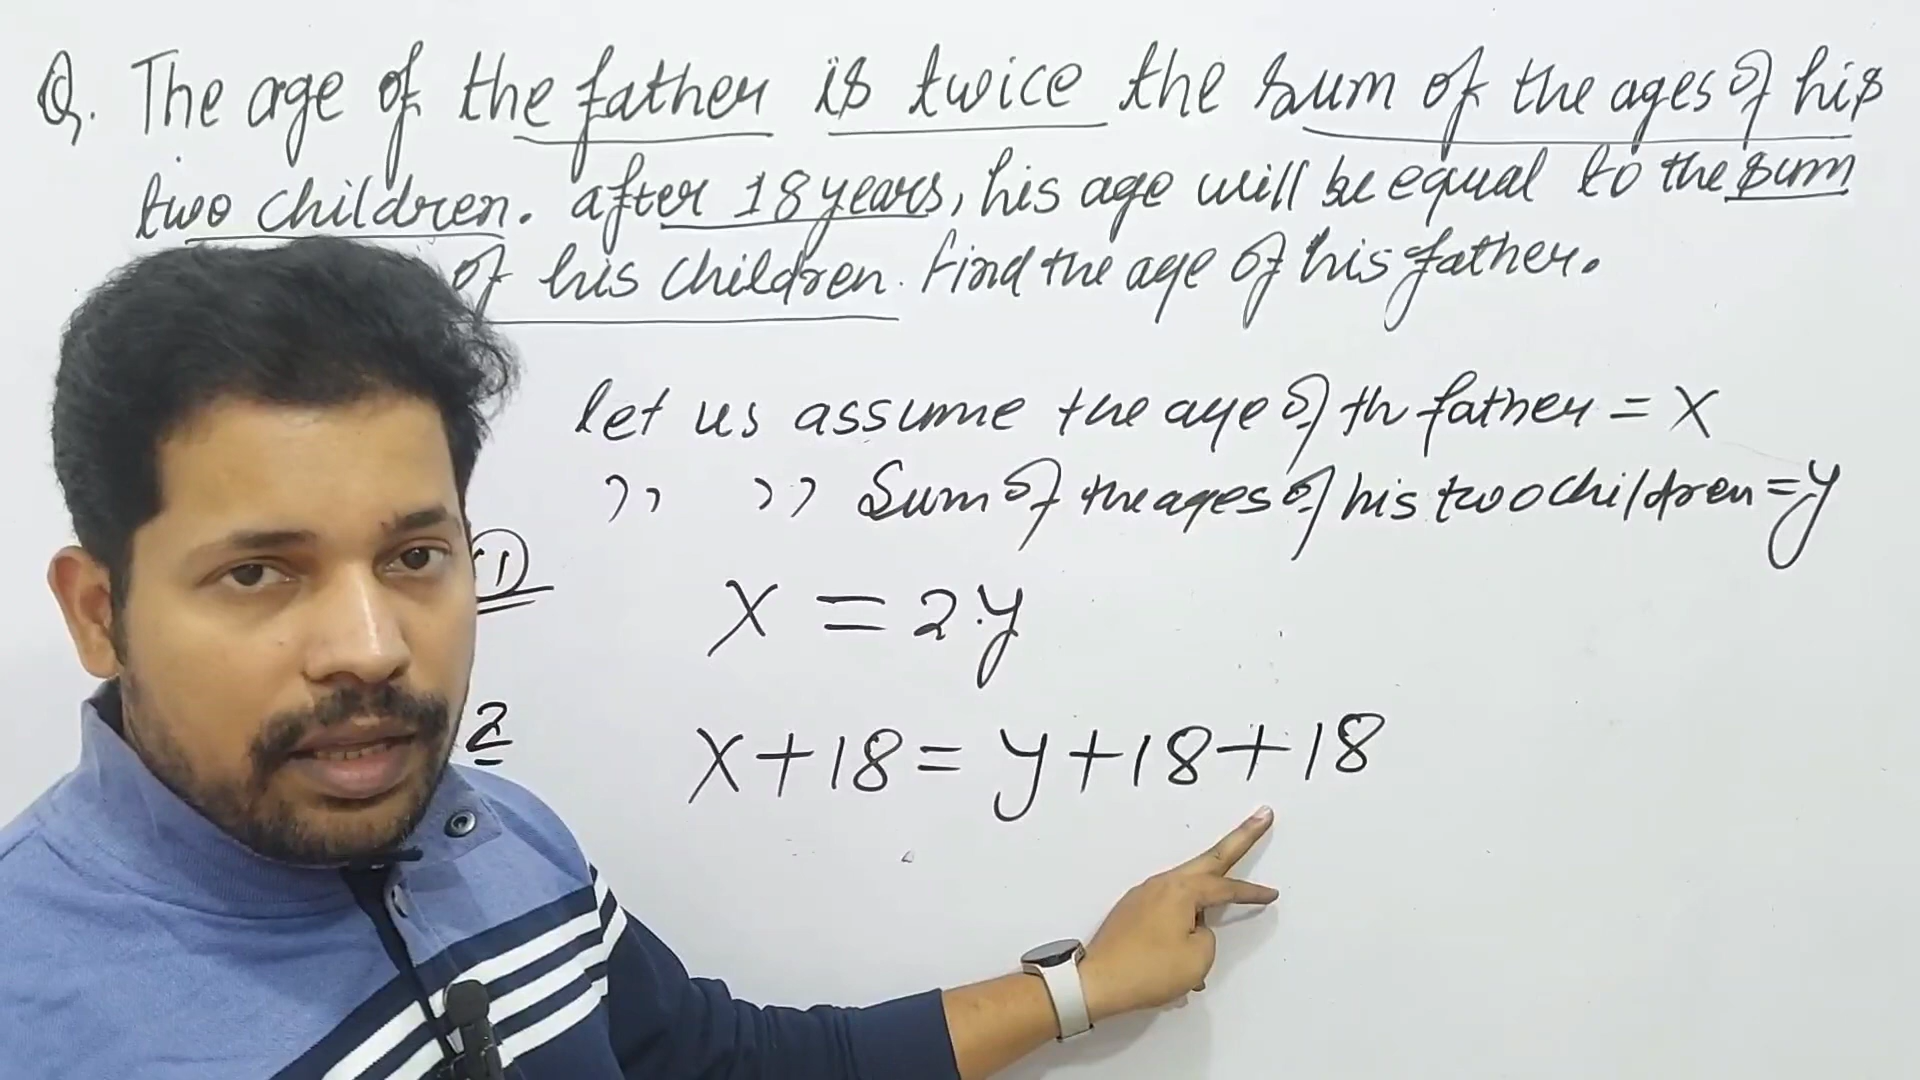 Q. The age of the father is twice the sum of the ages of his
two children. after 18 years, his age will be equal to the sum
of his children. find the age of his father.
let us assume the age of th father = x
,, ,, Sum of the ages of his two children = y
(1)
x = 2.y
2
x+18 = y+18+18